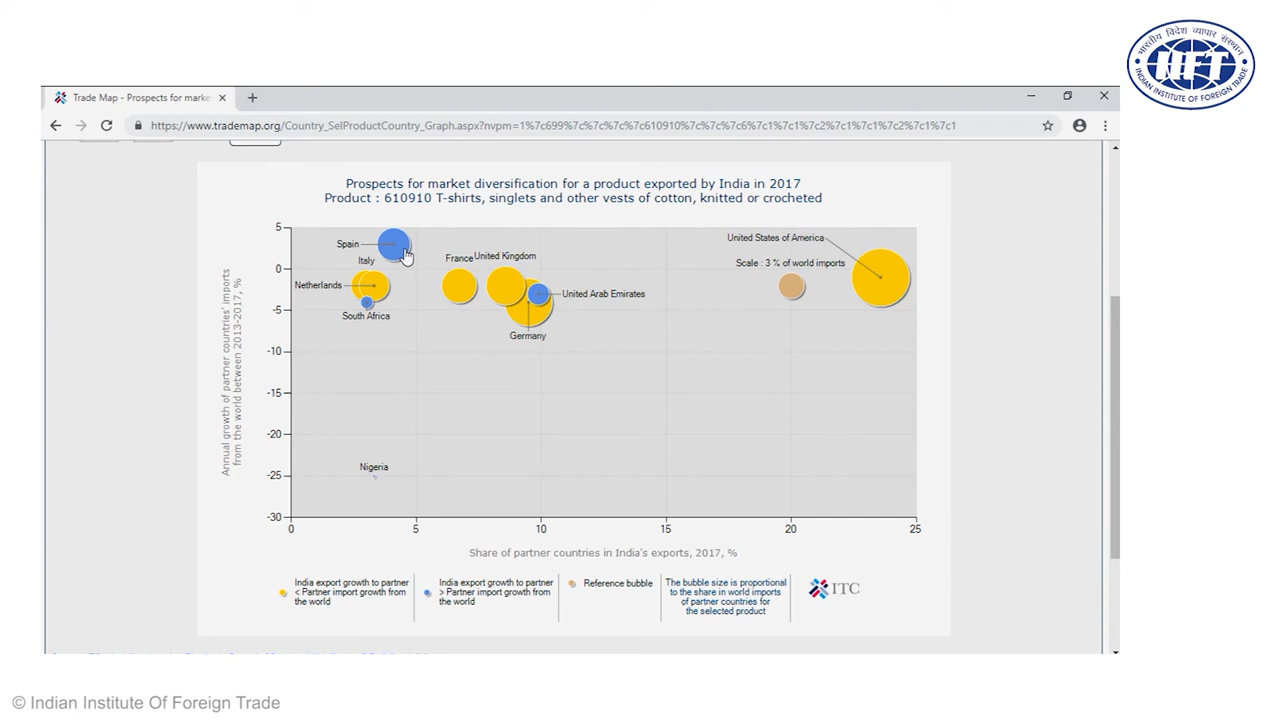 भारतीय विदेश व्यापार संस्थान
IIFT
INDIAN INSTITUTE OF FOREIGN TRADE
Trade Map - Prospects for marke
https://www.trademap.org/Country_SelProductCountry_Graph.aspx?nvpm=1%7c699%7c%7c%7c%7c610910%7c%7c%7c6%7c1%7c1%7c2%7c1%7c1%7c2%7c1%7c1
Prospects for market diversification for a product exported by India in 2017
Product : 610910 T-shirts, singlets and other vests of cotton, knitted or crocheted
Annual growth of partner countries' imports
from the world between 2013-2017, %
5
0
-5
-10
-15
-20
-25
-30
Spain
Italy
Netherlands
South Africa
France
United Kingdom
United Arab Emirates
Germany
United States of America
Scale : 3 % of world imports
Nigeria
0
5
10
15
20
25
Share of partner countries in India's exports, 2017, %
India export growth to partner
< Partner import growth from
the world
India export growth to partner
> Partner import growth from
the world
Reference bubble
The bubble size is proportional
to the share in world imports
of partner countries for
the selected product
ITC
© Indian Institute Of Foreign Trade